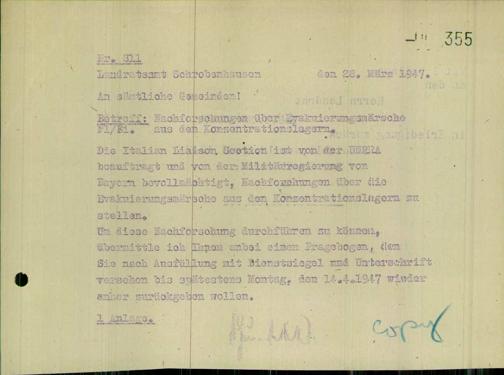 355
Nr. 811
Landratsamt Schrobenhausen den 28. März 1947.
An sämtliche Gemeinden!
Betreff: Nachforschungen über Evakuierungsmärsche
Fl/Ei. aus den Konzentrationslagern.
Die Italian Liaison Section ist von der UNRRA
beauftragt und von der Militärregierung von
Bayern bevollmächtigt, Nachforschungen über die
Evakuierungsmärsche aus den Konzentrationslagern zu
stellen.
Um diese Nachforschung durchführen zu können,
übermittle ich Ihnen anbei einen Fragebogen, den
Sie nach Ausfüllung mit Dienstsiegel und Unterschrift
versehen bis spätestens Montag, den 14.4.1947 wieder
anher zurückgeben wollen.
1 Anlage.
copy